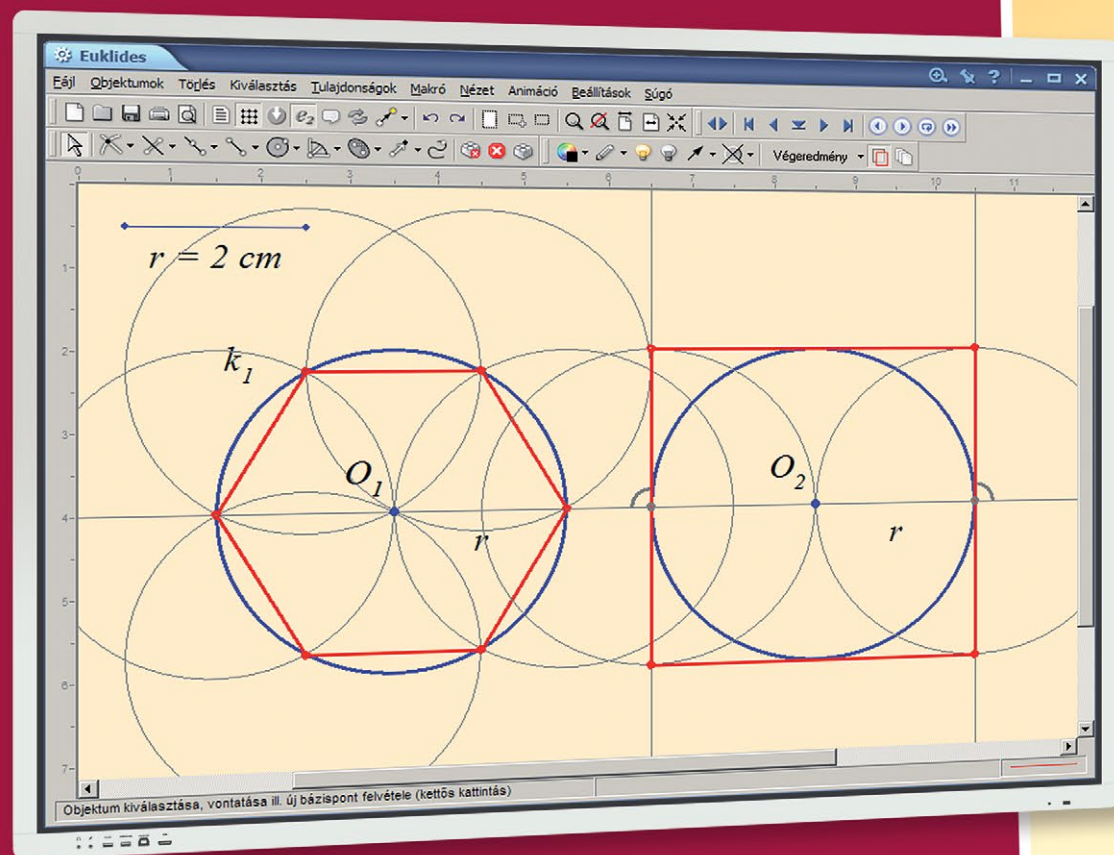 Euklides
Fájl Objektumok Törlés Kiválasztás Tulajdonságok Makró Nézet Animáció Beállítások Súgó
e2
Végeredmény
0 1 2 3 4 5 6 7 8 9 10 11
r = 2 cm
1
2
k1
3
O1
O2
4
r
r
5
6
7
Objektum kiválasztása, vontatása ill. új bázispont felvétele (kettős kattintás)